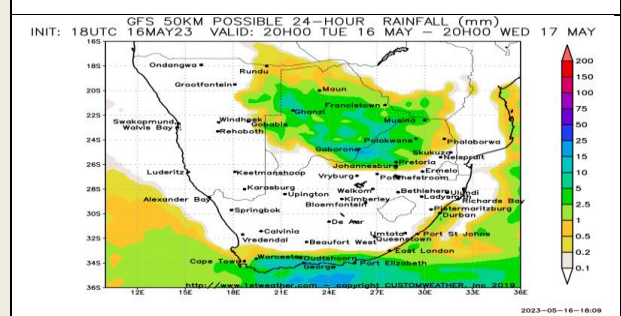 GFS 50KM POSSIBLE 24-HOUR RAINFALL (mm)
INIT: 18UTC 16MAY23 VALID: 20H00 TUE 16 MAY - 20H00 WED 17 MAY
16S
18S
20S
22S
24S
26S
28S
30S
32S
34S
36S
12E 15E 18E 21E 24E 27E 30E 33E 36E
Ondangwa
Rundu
Grootfontein
Maun
Francistown
Ghanzi
Swakopmund
Walvis Bay
Windhoek
Gobabis
Rehoboth
Musina
Polokwane
Phalaborwa
Gaborone
Skukuza
Pretoria
Nelspruit
Johannesburg
Luderitz
Keetmanshoop
Vryburg
Potchefstroom
Ermelo
Karasburg
Upington
Welkom
Kimberley
Bethlehem
Ulundi
Ladysmith
Richards Bay
Alexander Bay
Springbok
Bloemfontein
Pietermaritzburg
Durban
De Aar
Calvinia
Vredendal
Beaufort West
Umtata
Queenstown
Port St Johns
East London
Cape Town
Worcester
Oudtshoorn
George
Port Elizabeth
http://www.1stweather.com - copyright CUSTOMWEATHER, inc 2019
200
150
100
75
50
25
15
10
5
2.5
1
0.5
0.2
0.1
2023-05-16-18:09